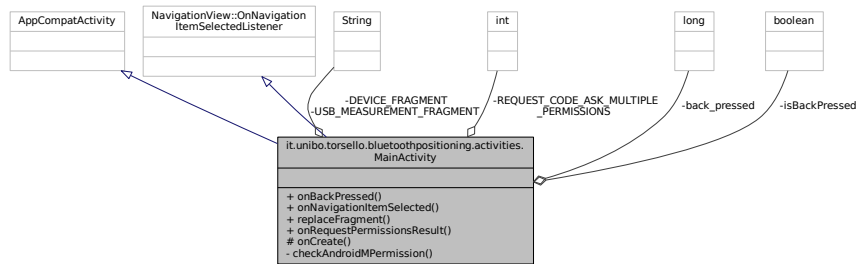 AppCompatActivity
NavigationView::OnNavigation
ItemSelectedListener
String
int
long
boolean
-DEVICE_FRAGMENT
-USB_MEASUREMENT_FRAGMENT
-REQUEST_CODE_ASK_MULTIPLE
_PERMISSIONS
-back_pressed
-isBackPressed
it.unibo.torsello.bluetoothpositioning.activities.
MainActivity
+ onBackPressed()
+ onNavigationItemSelected()
+ replaceFragment()
+ onRequestPermissionsResult()
# onCreate()
- checkAndroidMPermission()